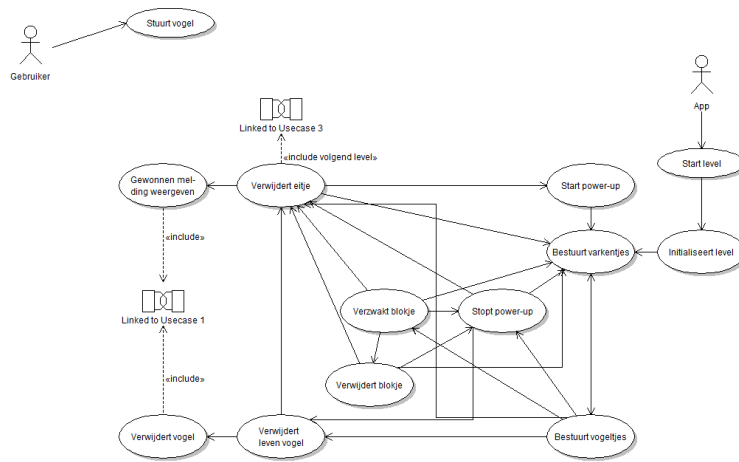 Stuurt vogel
Gebruiker
App
Linked to Usecase 3
«include volgend level»
Start level
Gewonnen mel-
ding weergeven
Verwijdert eitje
Start power-up
«include»
Bestuurt varkentjes
Initialiseert level
Linked to Usecase 1
Verzwakt blokje
Stopt power-up
«include»
Verwijdert blokje
Verwijdert vogel
Verwijdert
leven vogel
Bestuurt vogeltjes